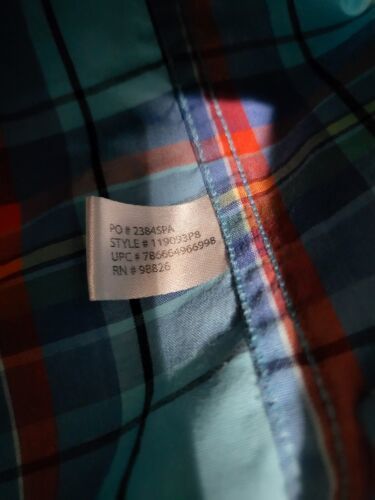 PO # 2384SPA
STYLE # 119093P8
UPC # 786664966998
RN # 98826